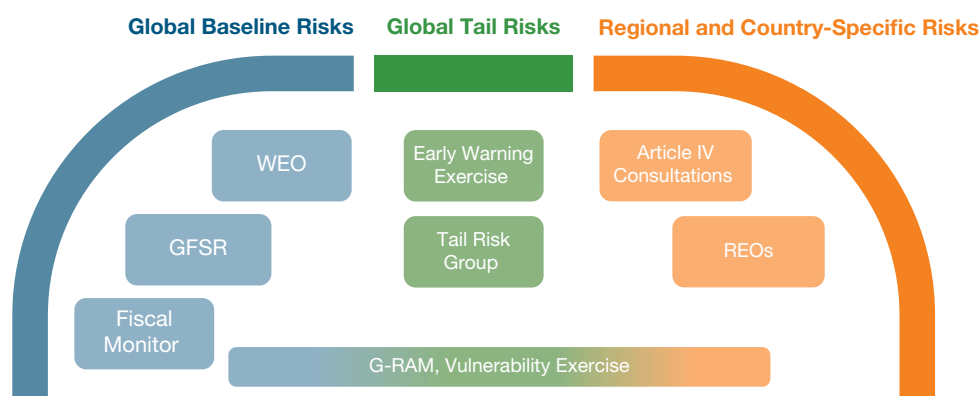 Global Baseline Risks
Global Tail Risks
Regional and Country-Specific Risks
WEO
Early Warning
Exercise
Article IV
Consultations
GFSR
Tail Risk
Group
REOs
Fiscal
Monitor
G-RAM, Vulnerability Exercise